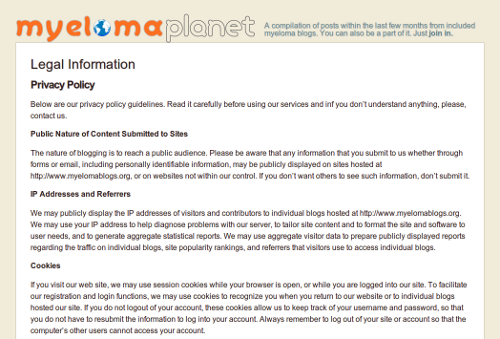 myeloma planet
A compilation of posts within the last few months from included
myeloma blogs. You can also be a part of it. Just join in.
Legal Information
Privacy Policy
Below are our privacy policy guidelines. Read it carefully before using our services and inf you don't understand anything, please,
contact us.
Public Nature of Content Submitted to Sites
The nature of blogging is to reach a public audience. Please be aware that any information that you submit to us whether through
forms or email, including personally identifiable information, may be publicly displayed on sites hosted at
http://www.myelomablogs.org, or on websites not within our control. If you don't want others to see such information, don't submit it.
IP Addresses and Referrers
We may publicly display the IP addresses of visitors and contributors to individual blogs hosted at http://www.myelomablogs.org.
We may use your IP address to help diagnose problems with our server, to tailor site content and to format the site and software to
user needs, and to generate aggregate statistical reports. We may use aggregate visitor data to prepare publicly displayed reports
regarding the traffic on individual blogs, site popularity rankings, and referrers that visitors use to access individual blogs.
Cookies
If you visit our web site, we may use session cookies while your browser is open, or while you are logged into our site. To facilitate
our registration and login functions, we may use cookies to recognize you when you return to our website or to individual blogs
hosted our site. If you do not logout of your account, these cookies allow us to keep track of your username and password, so that
you do not have to resubmit the information to log into your account. Always remember to log out of your site or account so that the
computer's other users cannot access your account.